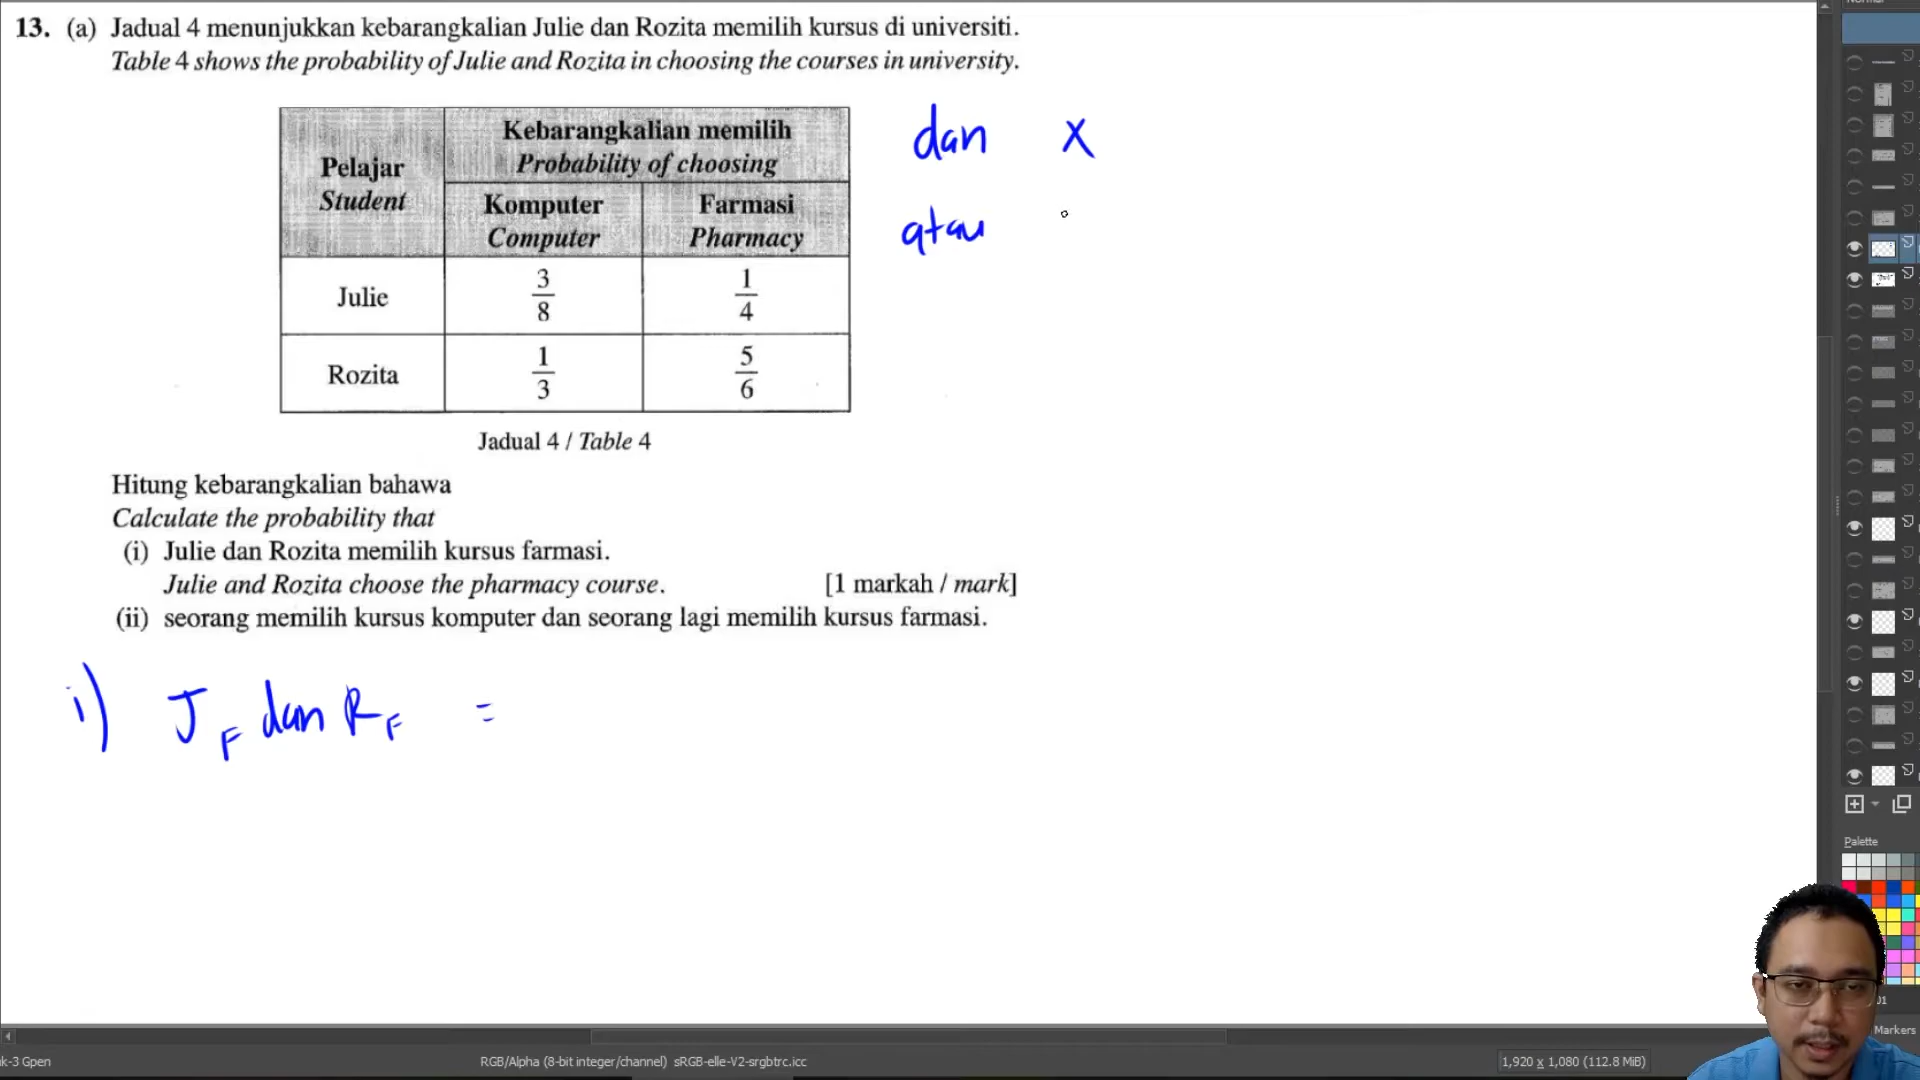 13. (a) Jadual 4 menunjukkan kebarangkalian Julie dan Rozita memilih kursus di universiti.
Table 4 shows the probability of Julie and Rozita in choosing the courses in university.
Pelajar
Student
Kebarangkalian memilih
Probability of choosing
Komputer
Computer
Farmasi
Pharmacy
Julie 3/8 1/4
Rozita 1/3 5/6
Jadual 4 / Table 4
dan X
atau
Hitung kebarangkalian bahawa
Calculate the probability that
(i) Julie dan Rozita memilih kursus farmasi.
Julie and Rozita choose the pharmacy course. [1 markah / mark]
(ii) seorang memilih kursus komputer dan seorang lagi memilih kursus farmasi.
i) J F dan R F =
Palette
Markers
k-3 Gpen
RGB/Alpha (8-bit integer/channel) sRGB-elle-V2-srgbtrc.icc
1,920 x 1,080 (112.8 MiB)